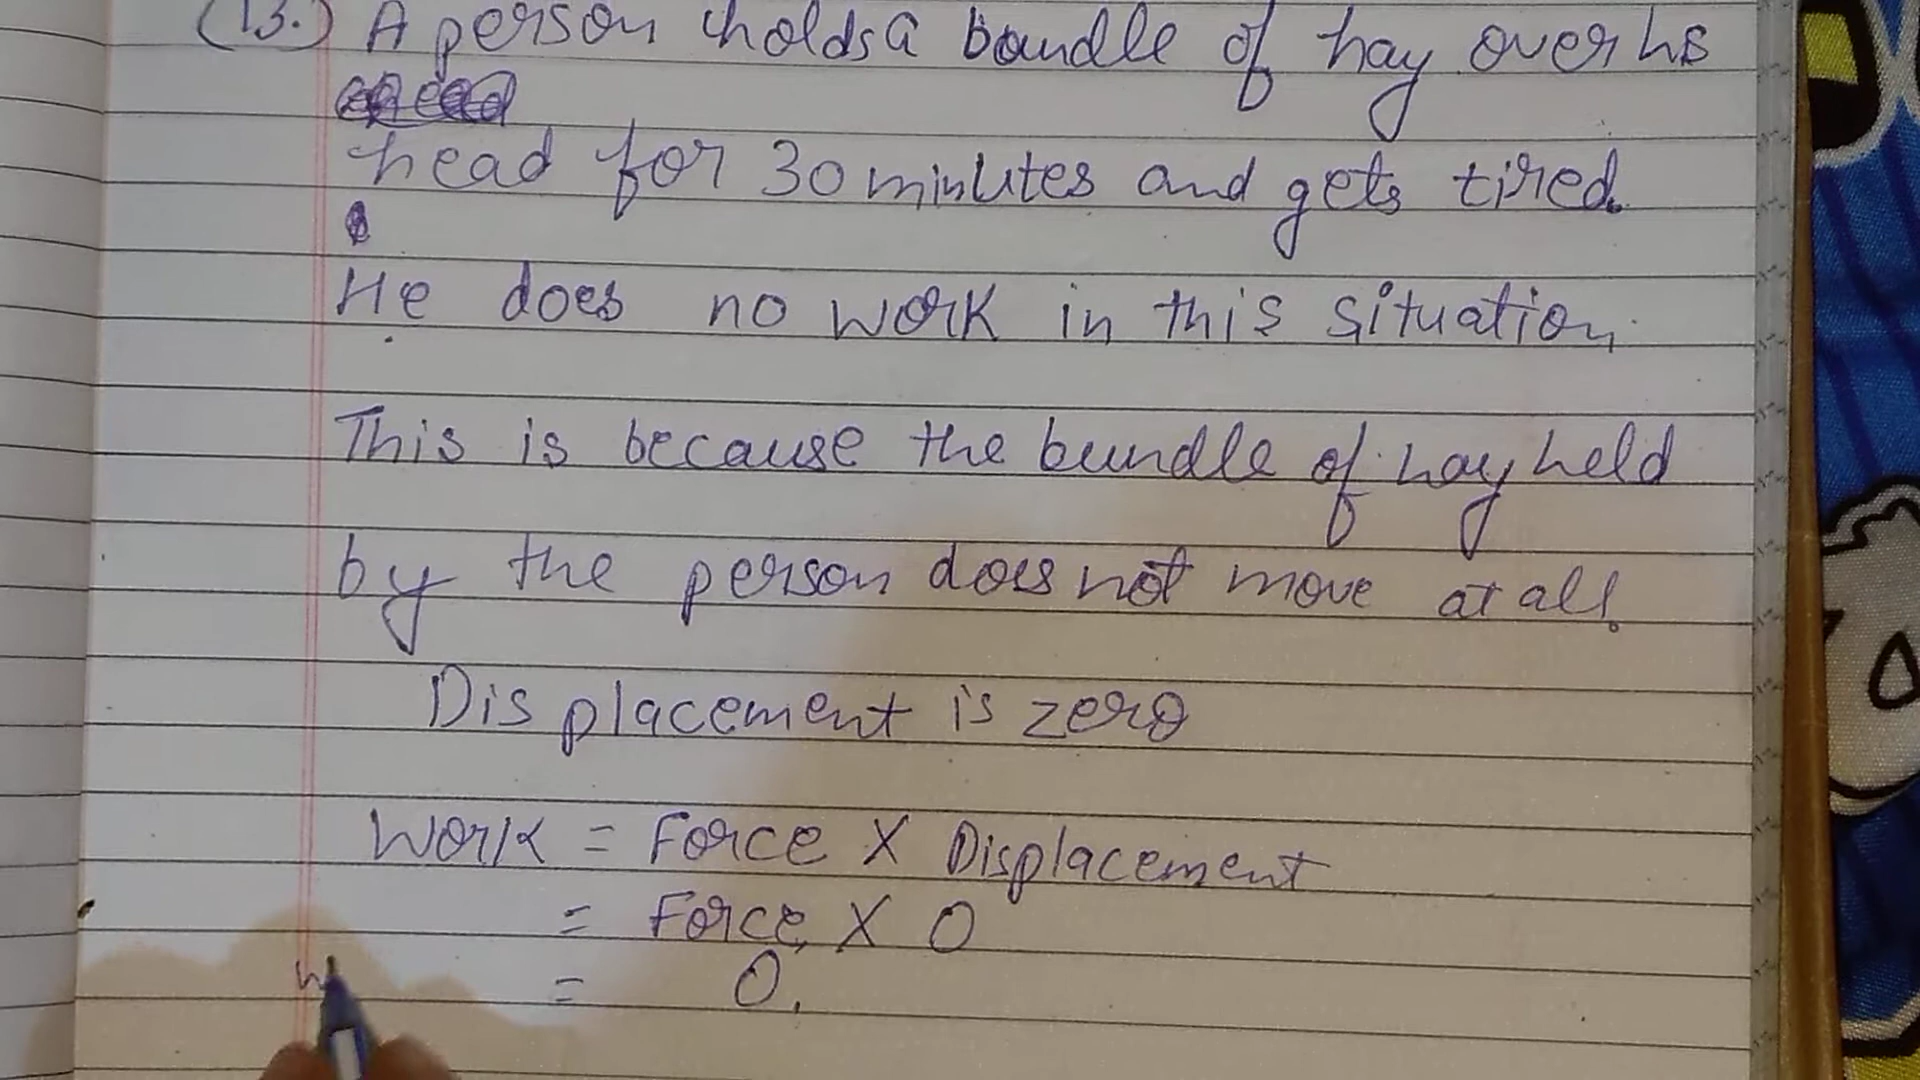 (13.) A person holds a bundle of hay over his
head for 30 minutes and gets tired.
He does no work in this situation.
This is because the bundle of hay held
by the person does not move at all.
Displacement is zero
Work = Force X Displacement
= Force X 0
= 0.